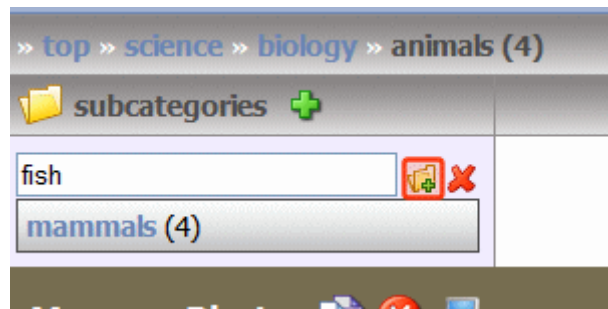 » top » science » biology » animals (4)
subcategories
fish
mammals (4)